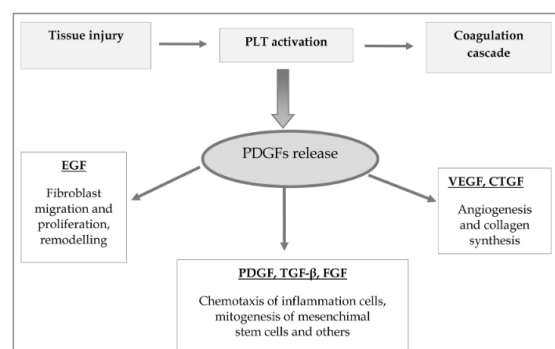 Tissue injury
PLT activation
Coagulation
cascade
PDGFs release
EGF
Fibroblast
migration and
proliferation,
remodelling
VEGF, CTGF
Angiogenesis
and collagen
synthesis
PDGF, TGF-β, FGF
Chemotaxis of inflammation cells,
mitogenesis of mesenchimal
stem cells and others